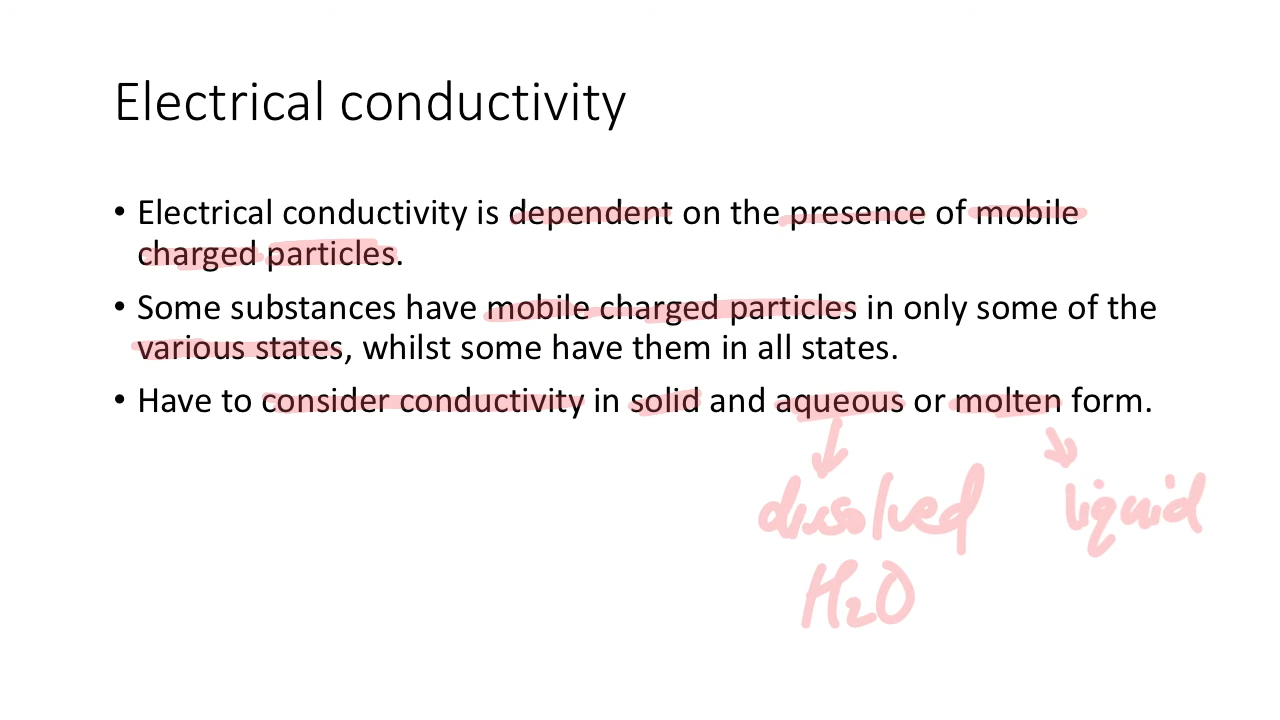 Electrical conductivity
• Electrical conductivity is dependent on the presence of mobile
charged particles.
• Some substances have mobile charged particles in only some of the
various states, whilst some have them in all states.
• Have to consider conductivity in solid and aqueous or molten form.
dissolved
liquid
H₂O